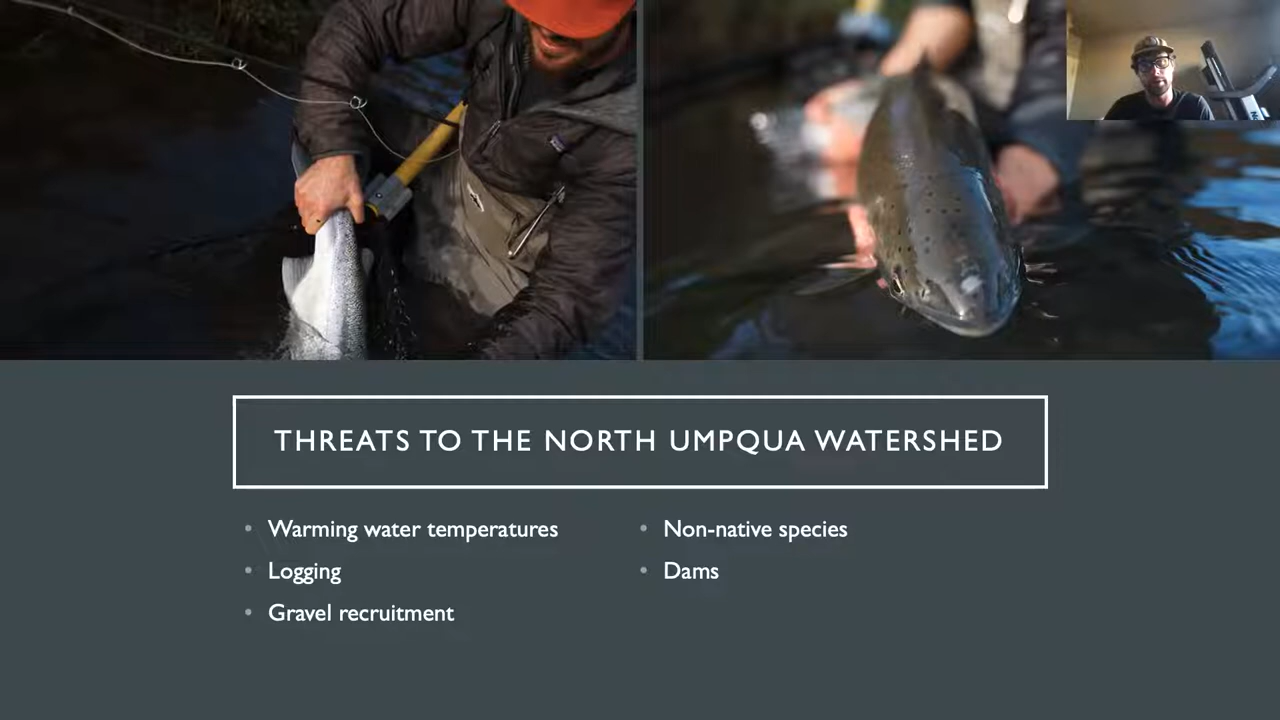 THREATS TO THE NORTH UMPQUA WATERSHED
Warming water temperatures
Logging
Gravel recruitment
Non-native species
Dams